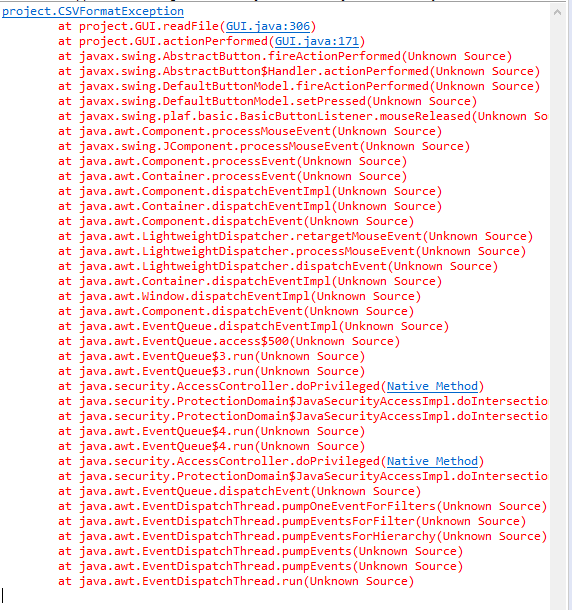 project.CSVFormatException
at project.GUI.readFile(GUI.java:306)
at project.GUI.actionPerformed(GUI.java:171)
at javax.swing.AbstractButton.fireActionPerformed(Unknown Source)
at javax.swing.AbstractButton$Handler.actionPerformed(Unknown Source)
at javax.swing.DefaultButtonModel.fireActionPerformed(Unknown Source)
at javax.swing.DefaultButtonModel.setPressed(Unknown Source)
at javax.swing.plaf.basic.BasicButtonListener.mouseReleased(Unknown So
at java.awt.Component.processMouseEvent(Unknown Source)
at javax.swing.JComponent.processMouseEvent(Unknown Source)
at java.awt.Component.processEvent(Unknown Source)
at java.awt.Container.processEvent(Unknown Source)
at java.awt.Component.dispatchEventImpl(Unknown Source)
at java.awt.Container.dispatchEventImpl(Unknown Source)
at java.awt.Component.dispatchEvent(Unknown Source)
at java.awt.LightweightDispatcher.retargetMouseEvent(Unknown Source)
at java.awt.LightweightDispatcher.processMouseEvent(Unknown Source)
at java.awt.LightweightDispatcher.dispatchEvent(Unknown Source)
at java.awt.Container.dispatchEventImpl(Unknown Source)
at java.awt.Window.dispatchEventImpl(Unknown Source)
at java.awt.Component.dispatchEvent(Unknown Source)
at java.awt.EventQueue.dispatchEventImpl(Unknown Source)
at java.awt.EventQueue.access$500(Unknown Source)
at java.awt.EventQueue$3.run(Unknown Source)
at java.awt.EventQueue$3.run(Unknown Source)
at java.security.AccessController.doPrivileged(Native Method)
at java.security.ProtectionDomain$JavaSecurityAccessImpl.doIntersectio
at java.security.ProtectionDomain$JavaSecurityAccessImpl.doIntersectio
at java.awt.EventQueue$4.run(Unknown Source)
at java.awt.EventQueue$4.run(Unknown Source)
at java.security.AccessController.doPrivileged(Native Method)
at java.security.ProtectionDomain$JavaSecurityAccessImpl.doIntersectio
at java.awt.EventQueue.dispatchEvent(Unknown Source)
at java.awt.EventDispatchThread.pumpOneEventForFilters(Unknown Source)
at java.awt.EventDispatchThread.pumpEventsForFilter(Unknown Source)
at java.awt.EventDispatchThread.pumpEventsForHierarchy(Unknown Source)
at java.awt.EventDispatchThread.pumpEvents(Unknown Source)
at java.awt.EventDispatchThread.pumpEvents(Unknown Source)
at java.awt.EventDispatchThread.run(Unknown Source)